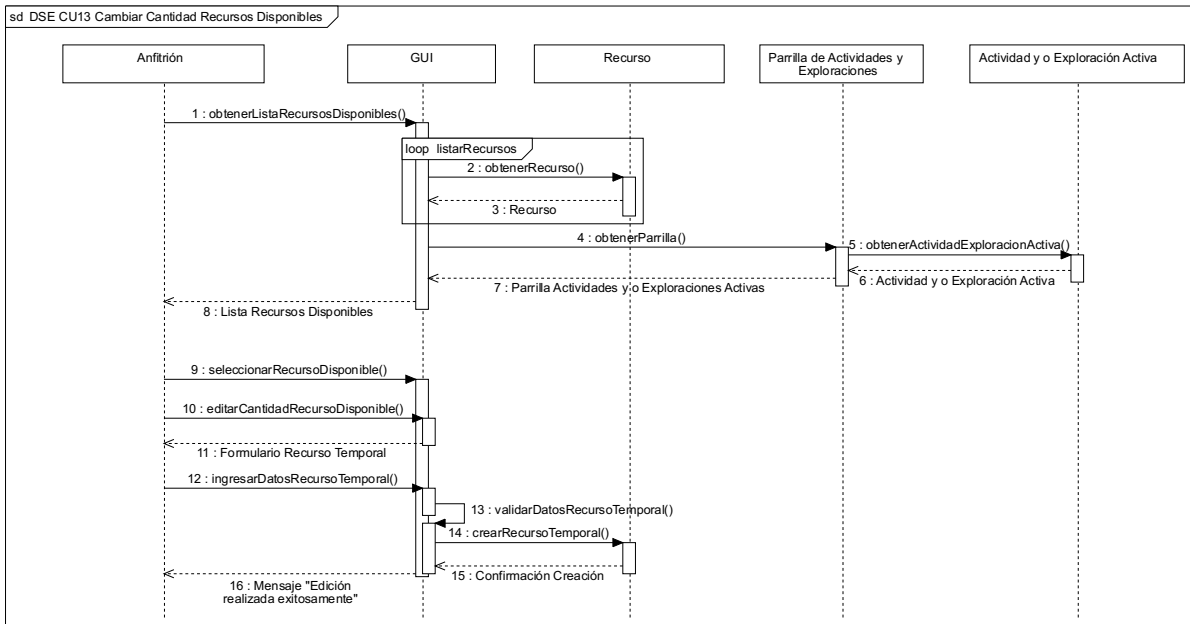 sd DSE CU13 Cambiar Cantidad Recursos Disponibles
Anfitrión
GUI
Recurso
Parrilla de Actividades y
Exploraciones
Actividad y o Exploración Activa
1 : obtenerListaRecursosDisponibles()
loop listarRecursos
2 : obtenerRecurso()
3 : Recurso
4 : obtenerParrilla()
5 : obtenerActividadExploracionActiva()
6 : Actividad y o Exploración Activa
7 : Parrilla Actividades y o Exploraciones Activas
8 : Lista Recursos Disponibles
9 : seleccionarRecursoDisponible()
10 : editarCantidadRecursoDisponible()
11 : Formulario Recurso Temporal
12 : ingresarDatosRecursoTemporal()
13 : validarDatosRecursoTemporal()
14 : crearRecursoTemporal()
15 : Confirmación Creación
16 : Mensaje "Edición
realizada exitosamente"